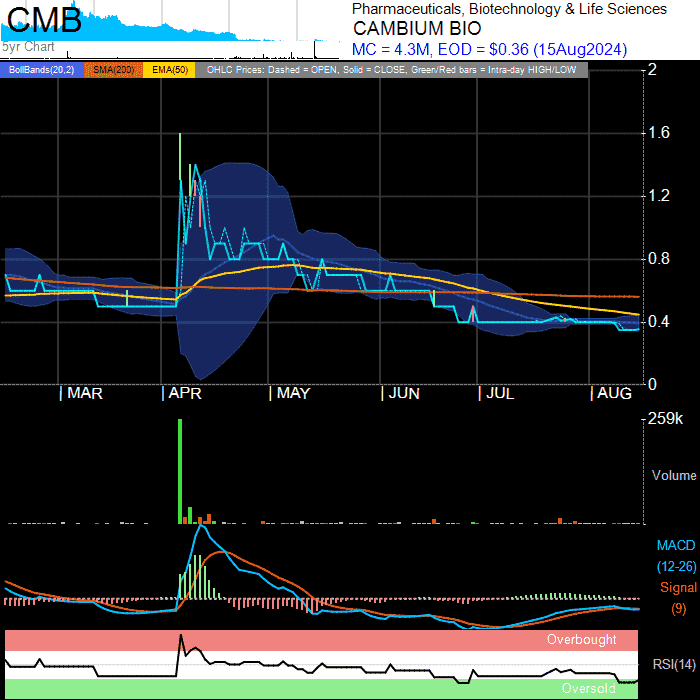 CMB
5yr Chart
Pharmaceuticals, Biotechnology & Life Sciences
CAMBIUM BIO
MC = 4.3M, EOD = $0.36 (15Aug2024)
BollBands(20,2) SMA(200) EMA(50) OHLC Prices: Dashed = OPEN, Solid = CLOSE, Green/Red bars = Intra-day HIGH/LOW
2
1.6
1.2
0.8
0.4
0
MAR APR MAY JUN JUL AUG
259k
Volume
MACD
(12-26)
Signal
(9)
Overbought
RSI(14)
Oversold